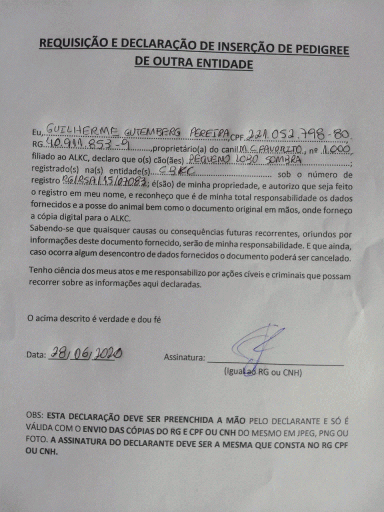 REQUISIÇÃO E DECLARAÇÃO DE INSERÇÃO DE PEDIGREE
DE OUTRA ENTIDADE
Eu, GUILHERME GUTEMBERG PEREIRA CPF 221.052.798-80
RG. 40.911.853-9, proprietário(a) do canil M.C FAVORITO, nº 1.000
filiado ao ALKC, declaro que o(s) cão(ães) PEQUENO LOBO SOMBRA
registrado(s) na(s) entidade(s) CBKC sob o número de
registro RG/RSA/15/07083, é(são) de minha propriedade, e autorizo que seja feito
o registro em meu nome, e reconheço que é de minha total responsabilidade os dados
fornecidos e a posse do animal bem como o documento original em mãos, onde forneço
a cópia digital para o ALKC.
Sabendo-se que quaisquer causas ou consequências futuras recorrentes, oriundos por
informações deste documento fornecido, serão de minha responsabilidade. E que ainda,
caso ocorra algum desencontro de dados fornecidos o documento poderá ser cancelado.
Tenho ciência dos meus atos e me responsabilizo por ações cíveis e criminais que possam
recorrer sobre as informações aqui declaradas.
O acima descrito é verdade e dou fé
Data: 28/06/2020 Assinatura:
(Igual ao RG ou CNH)
OBS: ESTA DECLARAÇÃO DEVE SER PREENCHIDA A MÃO PELO DECLARANTE E SÓ É
VÁLIDA COM O ENVIO DAS CÓPIAS DO RG E CPF OU CNH DO MESMO EM JPEG, PNG OU
FOTO. A ASSINATURA DO DECLARANTE DEVE SER A MESMA QUE CONSTA NO RG CPF
OU CNH.